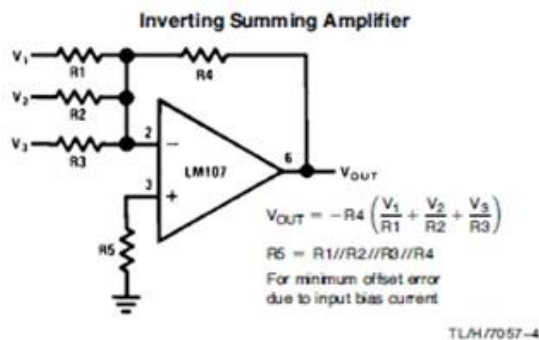 Inverting Summing Amplifier
V1
R1
R4
V2
R2
V3
R3
2
−
LM107
6
VOUT
3
+
R5
VOUT = −R4 (V1/R1 + V2/R2 + V3/R3)
R5 = R1//R2//R3//R4
For minimum offset error
due to input bias current
TL/H/7057–4